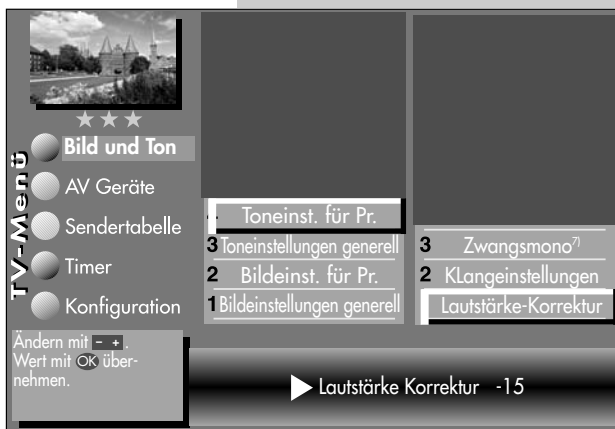 TV-Menü
Bild und Ton
AV Geräte
Sendertabelle
Timer
Konfiguration
Ändern mit - + .
Wert mit OK über-
nehmen.
Toneinst. für Pr.
3 Toneinstellungen generell
2 Bildeinst. für Pr.
1 Bildeinstellungen generell
3 Zwangsmono7)
2 KLangeinstellungen
Lautstärke-Korrektur
Lautstärke Korrektur -15